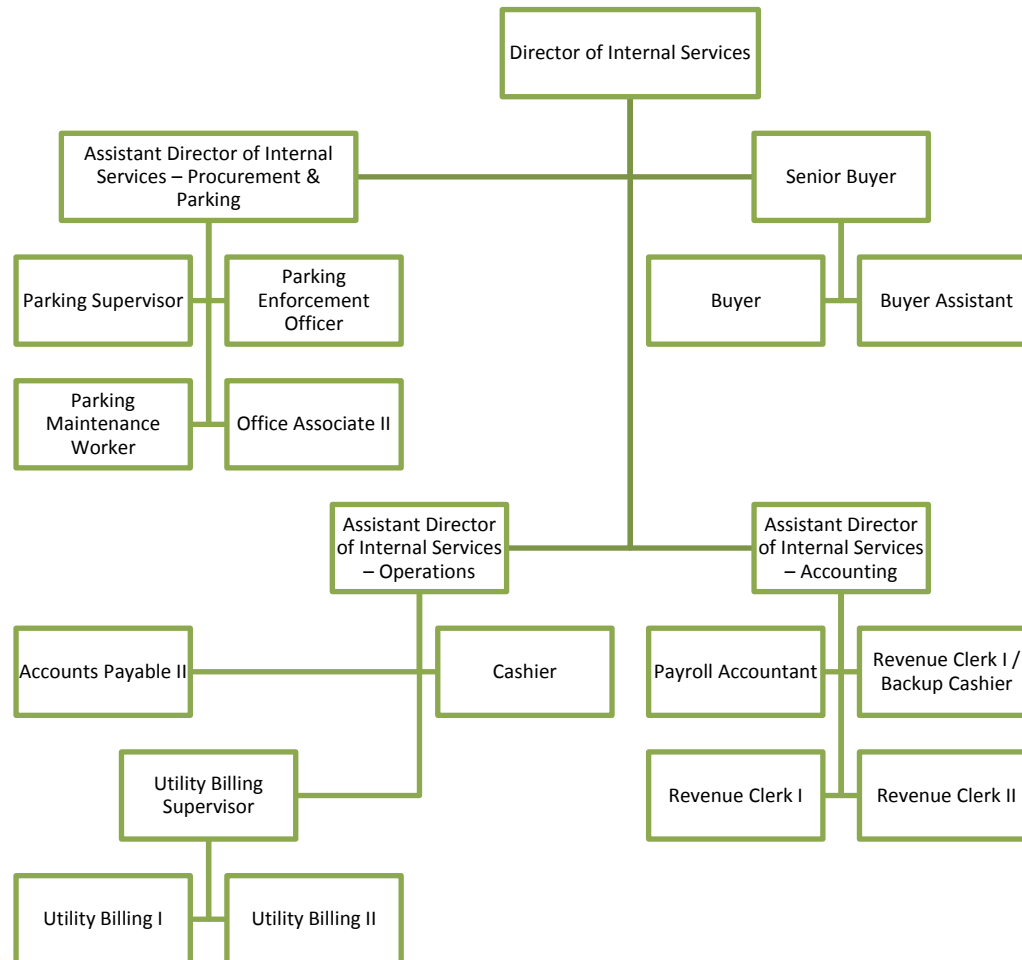 Director of Internal Services
Assistant Director of Internal
Services – Procurement &
Parking
Senior Buyer
Parking Supervisor
Parking
Enforcement
Officer
Buyer
Buyer Assistant
Parking
Maintenance
Worker
Office Associate II
Assistant Director
of Internal Services
– Operations
Assistant Director
of Internal Services
– Accounting
Accounts Payable II
Cashier
Payroll Accountant
Revenue Clerk I /
Backup Cashier
Utility Billing
Supervisor
Revenue Clerk I
Revenue Clerk II
Utility Billing I
Utility Billing II